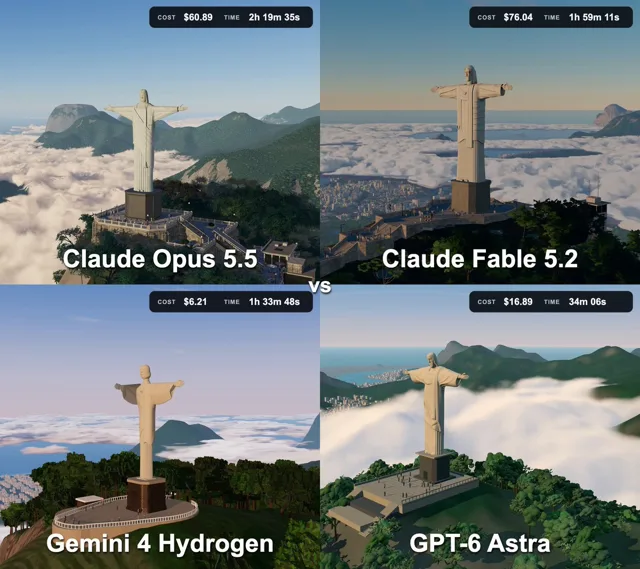 COST $60.89 TIME 2h 19m 35s
COST $76.04 TIME 1h 59m 11s
Claude Opus 5.5
Claude Fable 5.2
vs
COST $6.21 TIME 1h 33m 48s
COST $16.89 TIME 34m 06s
Gemini 4 Hydrogen
GPT-6 Astra